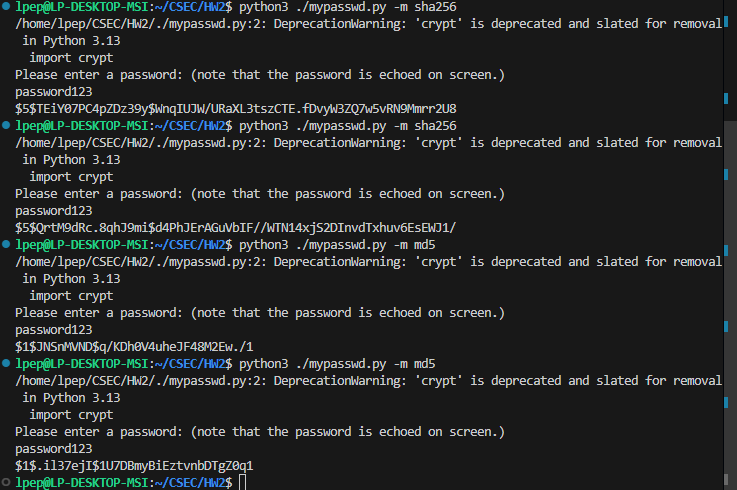 lpep@LP-DESKTOP-MSI:~/CSEC/HW2$ python3 ./mypasswd.py -m sha256
/home/lpep/CSEC/HW2/./mypasswd.py:2: DeprecationWarning: 'crypt' is deprecated and slated for removal
 in Python 3.13
  import crypt
Please enter a password: (note that the password is echoed on screen.)
password123
$5$TEiY07PC4pZDz39y$WnqIUJW/URaXL3tszCTE.fDvyW3ZQ7w5vRN9Mmrr2U8
lpep@LP-DESKTOP-MSI:~/CSEC/HW2$ python3 ./mypasswd.py -m sha256
/home/lpep/CSEC/HW2/./mypasswd.py:2: DeprecationWarning: 'crypt' is deprecated and slated for removal
 in Python 3.13
  import crypt
Please enter a password: (note that the password is echoed on screen.)
password123
$5$QrtM9dRc.8qhJ9mi$d4PhJErAGuVbIF//WTN14xjS2DInvdTxhuv6EsEWJ1/
lpep@LP-DESKTOP-MSI:~/CSEC/HW2$ python3 ./mypasswd.py -m md5
/home/lpep/CSEC/HW2/./mypasswd.py:2: DeprecationWarning: 'crypt' is deprecated and slated for removal
 in Python 3.13
  import crypt
Please enter a password: (note that the password is echoed on screen.)
password123
$1$JNSnMVND$q/KDh0V4uheJF48M2Ew./1
lpep@LP-DESKTOP-MSI:~/CSEC/HW2$ python3 ./mypasswd.py -m md5
/home/lpep/CSEC/HW2/./mypasswd.py:2: DeprecationWarning: 'crypt' is deprecated and slated for removal
 in Python 3.13
  import crypt
Please enter a password: (note that the password is echoed on screen.)
password123
$1$.il37ejI$1U7DBmyBiEztvnbDTgZ0q1
lpep@LP-DESKTOP-MSI:~/CSEC/HW2$